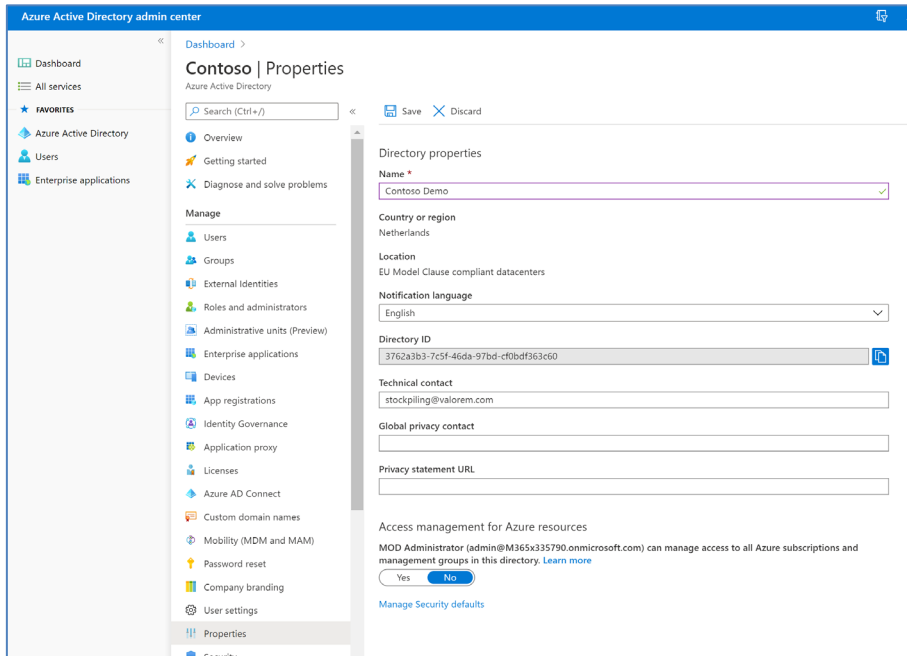 Azure Active Directory admin center
Dashboard
All services
FAVORITES
Azure Active Directory
Users
Enterprise applications
Dashboard >
Contoso | Properties
Azure Active Directory
Search (Ctrl+/)
Overview
Getting started
Diagnose and solve problems
Manage
Users
Groups
External Identities
Roles and administrators
Administrative units (Preview)
Enterprise applications
Devices
App registrations
Identity Governance
Application proxy
Licenses
Azure AD Connect
Custom domain names
Mobility (MDM and MAM)
Password reset
Company branding
User settings
Properties
Security
Save Discard
Directory properties
Name *
Contoso Demo
Country or region
Netherlands
Location
EU Model Clause compliant datacenters
Notification language
English
Directory ID
3762a3b3-7c5f-46da-97bd-cf0bdf363c60
Technical contact
stockpiling@valorem.com
Global privacy contact
Privacy statement URL
Access management for Azure resources
MOD Administrator (admin@M365x335790.onmicrosoft.com) can manage access to all Azure subscriptions and
management groups in this directory. Learn more
Yes No
Manage Security defaults